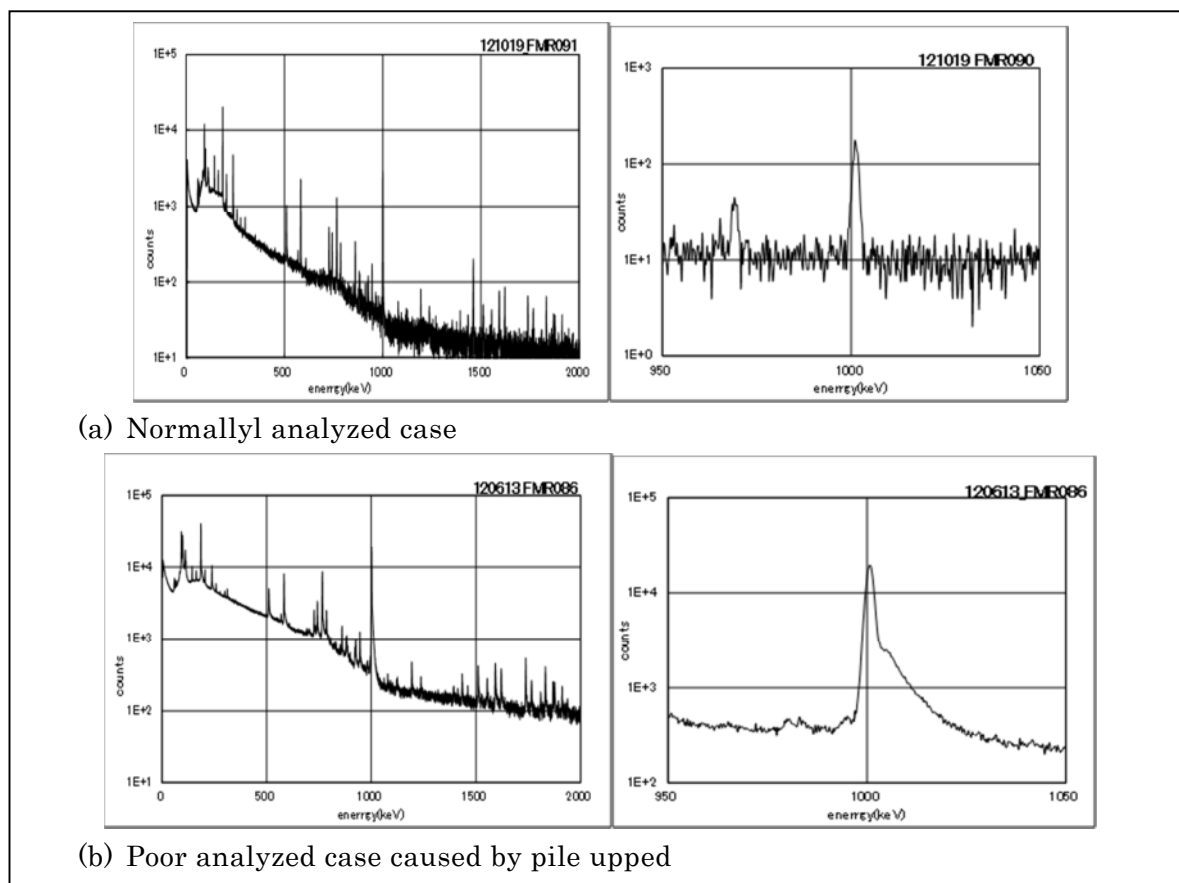 121019_FMR091
1E+5
1E+4
1E+3
1E+2
1E+1
counts
0 500 1000 1500 2000
enerrgy(keV)
121019 FMR090
1E+3
1E+2
1E+1
1E+0
counts
950 1000 1050
enerrgy(keV)
(a) Normallyl analyzed case
120613 FMR086
1E+5
1E+4
1E+3
1E+2
1E+1
counts
0 500 1000 1500 2000
enerrgy(keV)
120613_FMR086
1E+5
1E+4
1E+3
1E+2
counts
950 1000 1050
enerrgy(keV)
(b) Poor analyzed case caused by pile upped